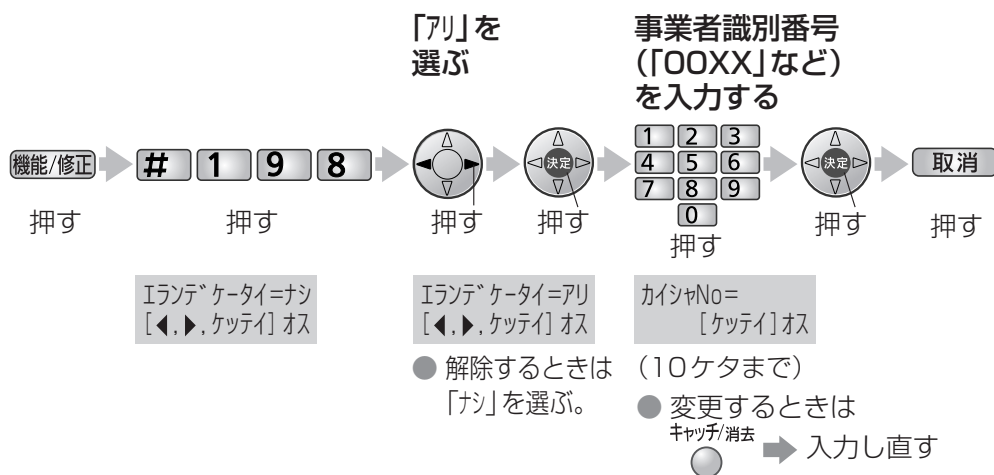 「ｱﾘ」を
選ぶ
事業者識別番号
（「00XX」など）
を入力する
機能/修正
# 1 9 8
決定
1 2 3
4 5 6
7 8 9
0
決定
取消
押す
押す
押す
押す
押す
押す
押す
ｴﾗﾝﾃﾞｹｰﾀｲ=ﾅｼ
[◀,▶,ｹｯﾃｲ]ｵｽ
ｴﾗﾝﾃﾞｹｰﾀｲ=ｱﾘ
[◀,▶,ｹｯﾃｲ]ｵｽ
● 解除するときは
「ﾅｼ」を選ぶ。
ｶｲｼｬNo=
[ｹｯﾃｲ]ｵｽ
（10ケタまで）
● 変更するときは
キャッチ/消去
入力し直す